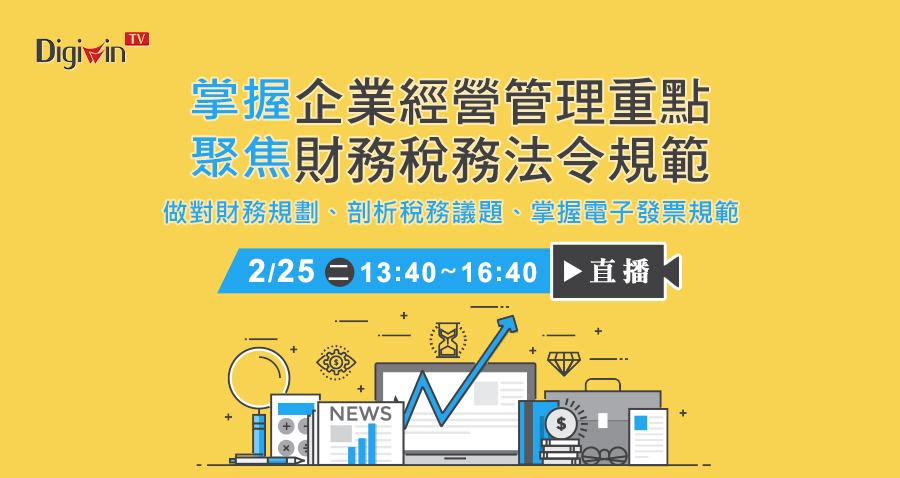 Digiwin TV
掌握企業經營管理重點
聚焦財務稅務法令規範
做對財務規劃、剖析稅務議題、掌握電子發票規範
2/25 二 13:40~16:40 直播
NEWS